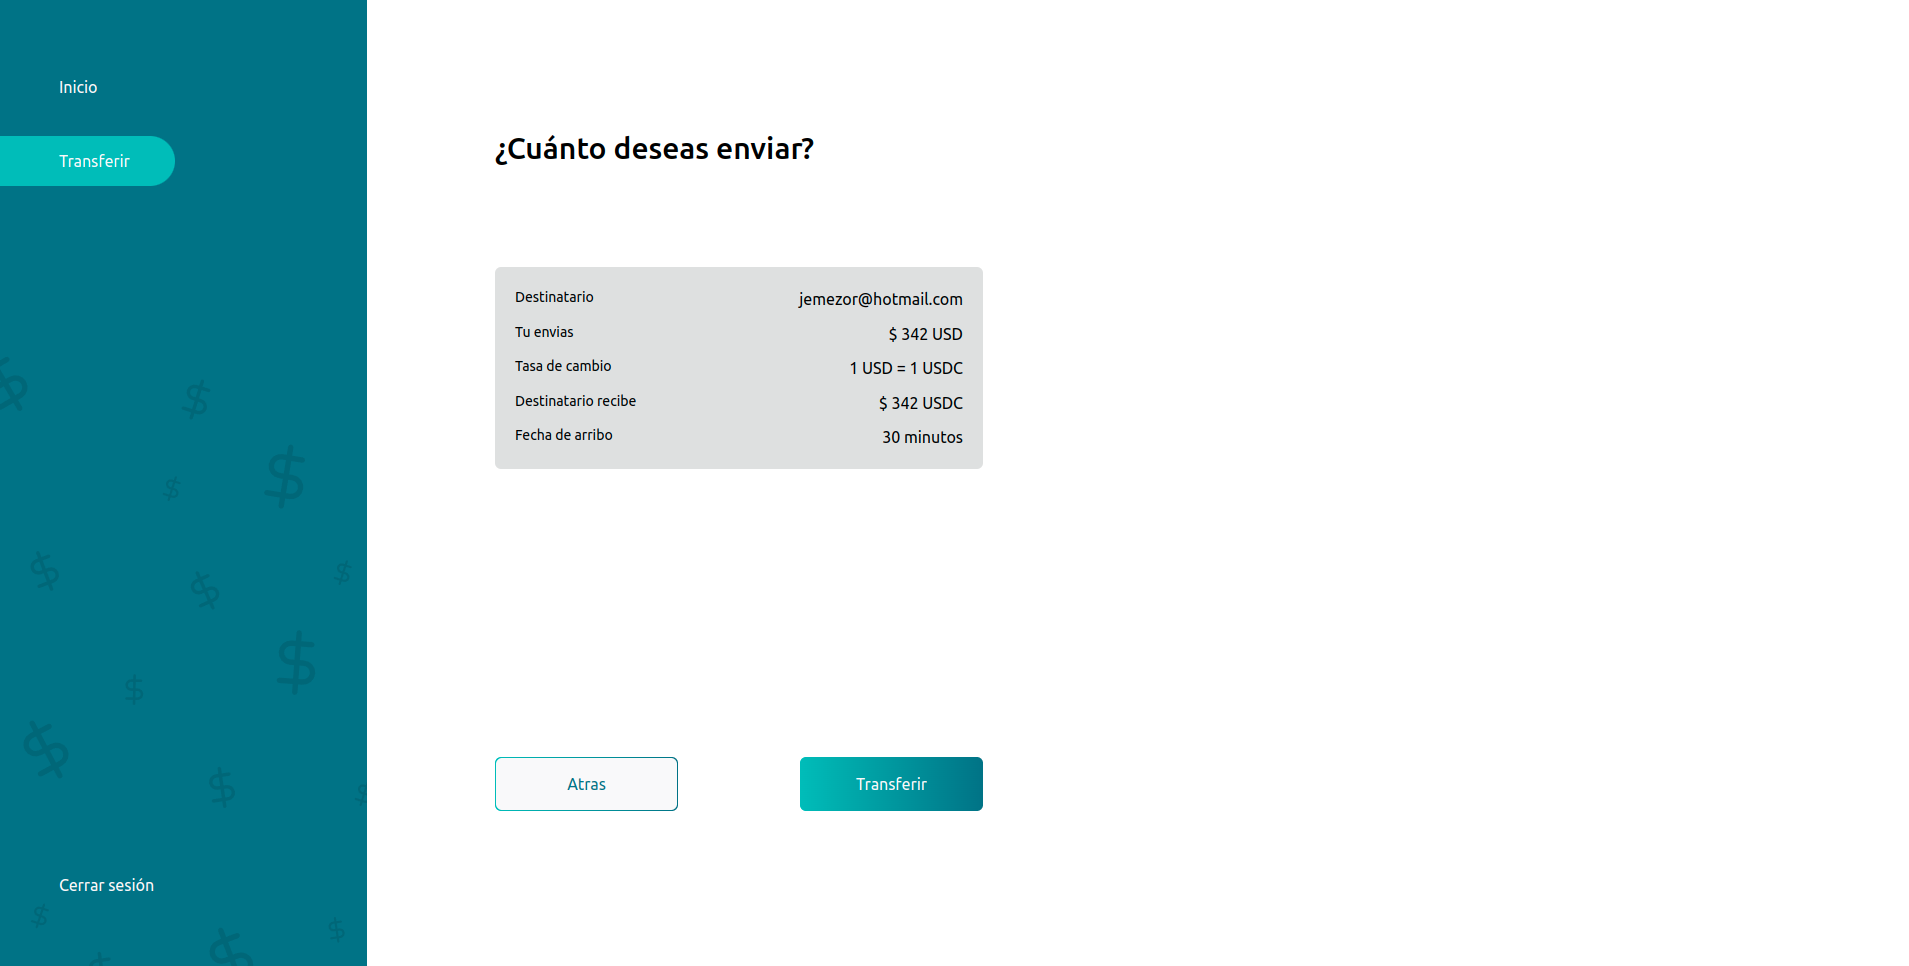 Inicio
Transferir
¿Cuánto deseas enviar?
Destinatario jemezor@hotmail.com
Tu envias $ 342 USD
Tasa de cambio 1 USD = 1 USDC
Destinatario recibe $ 342 USDC
Fecha de arribo 30 minutos
Atras Transferir
Cerrar sesión